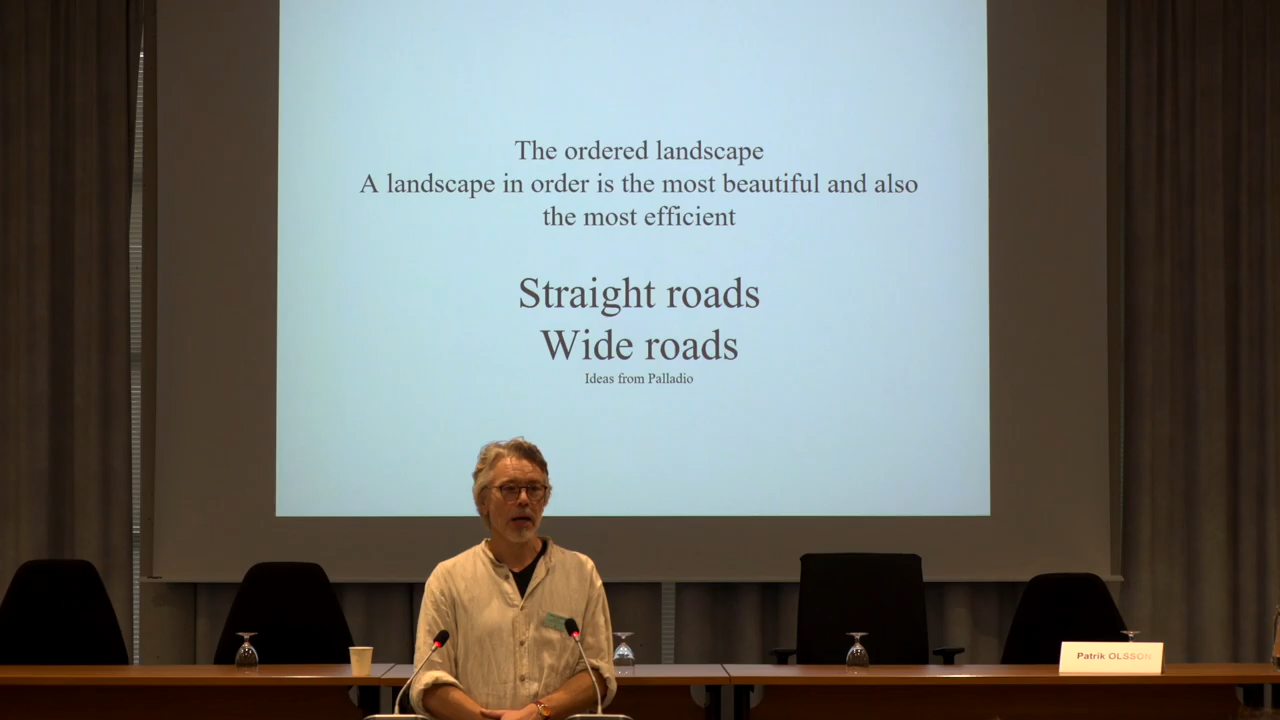 The ordered landscape
A landscape in order is the most beautiful and also
the most efficient
Straight roads
Wide roads
Ideas from Palladio
Patrik OLSSON